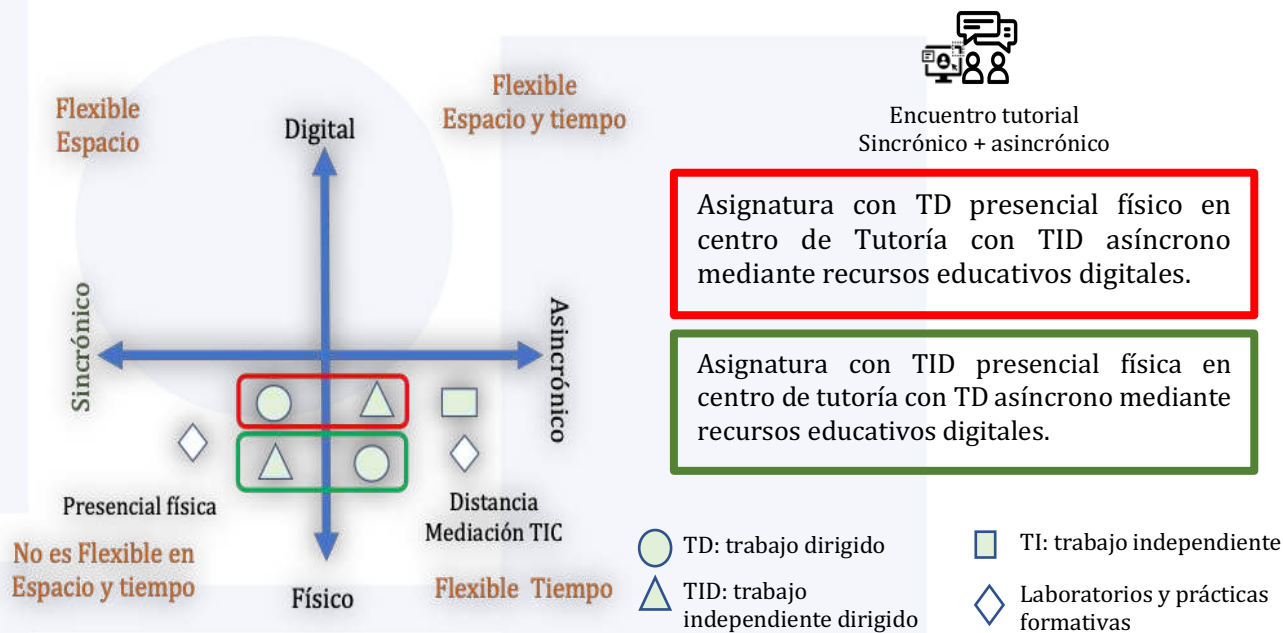 Flexible
Espacio
Digital
Flexible
Espacio y tiempo
Sincrónico
Asincrónico
Presencial física
Distancia
Mediación TIC
No es Flexible en
Espacio y tiempo
Físico
Flexible Tiempo
Encuentro tutorial
Sincrónico + asincrónico
Asignatura con TD presencial físico en
centro de Tutoría con TID asíncrono
mediante recursos educativos digitales.
Asignatura con TID presencial física en
centro de tutoría con TD asíncrono mediante
recursos educativos digitales.
TD: trabajo dirigido
TI: trabajo independiente
TID: trabajo
independiente dirigido
Laboratorios y prácticas
formativas